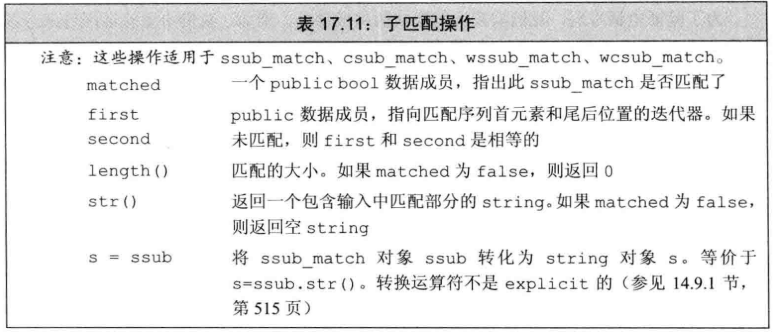 表 17.11：子匹配操作
注意：这些操作适用于 ssub_match、csub_match、wssub_match、wcsub_match。
matched 一个 public bool 数据成员，指出此 ssub_match 是否匹配了
first public 数据成员，指向匹配序列首元素和尾后位置的迭代器。如果
second 未匹配，则 first 和 second 是相等的
length() 匹配的大小。如果 matched 为 false，则返回 0
str() 返回一个包含输入中匹配部分的 string。如果 matched 为 false，
则返回空 string
s = ssub 将 ssub_match 对象 ssub 转化为 string 对象 s。等价于
s=ssub.str()。转换运算符不是 explicit 的（参见 14.9.1 节，
第 515 页）